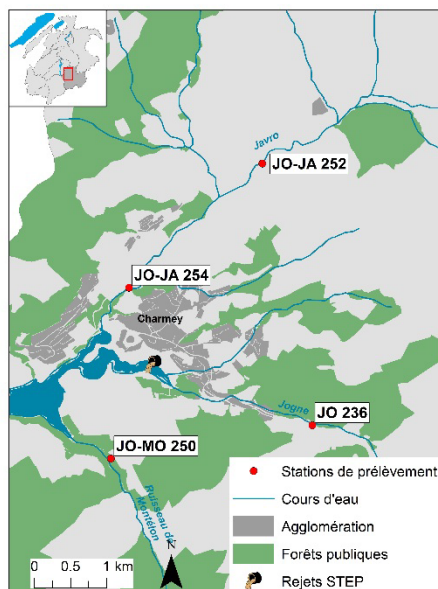 Javro
JO-JA 252
JO-JA 254
Charmey
Jogne
JO 236
JO-MO 250
Ruisseau de
Montélon
N
Stations de prélèvement
Cours d'eau
Agglomération
Forêts publiques
Rejets STEP
0 0.5 1 km